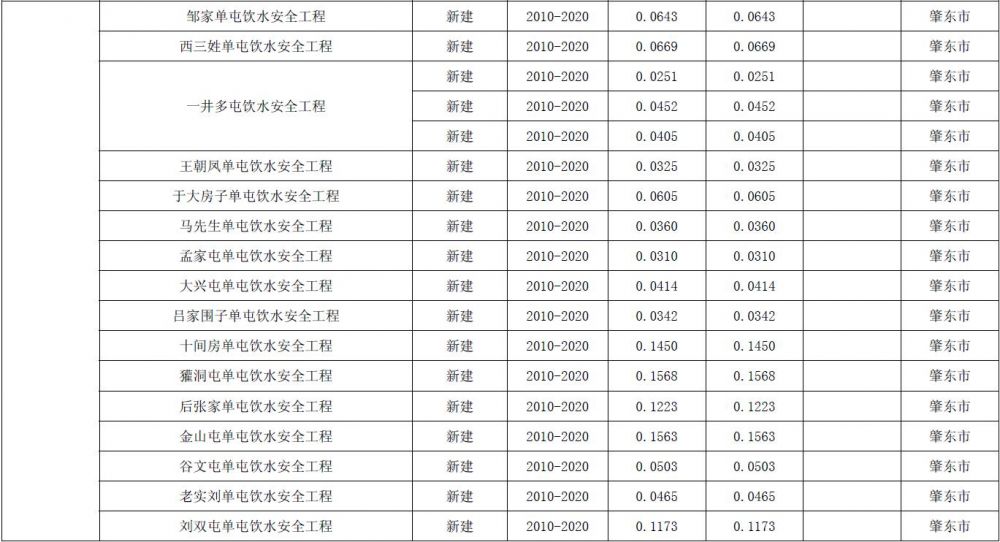 邹家单屯饮水安全工程 新建 2010-2020 0.0643 0.0643 肇东市
西三姓单屯饮水安全工程 新建 2010-2020 0.0669 0.0669 肇东市
一井多屯饮水安全工程 新建 2010-2020 0.0251 0.0251 肇东市
新建 2010-2020 0.0452 0.0452 肇东市
新建 2010-2020 0.0405 0.0405 肇东市
王朝凤单屯饮水安全工程 新建 2010-2020 0.0325 0.0325 肇东市
于大房子单屯饮水安全工程 新建 2010-2020 0.0605 0.0605 肇东市
马先生单屯饮水安全工程 新建 2010-2020 0.0360 0.0360 肇东市
孟家屯单屯饮水安全工程 新建 2010-2020 0.0310 0.0310 肇东市
大兴屯单屯饮水安全工程 新建 2010-2020 0.0414 0.0414 肇东市
吕家围子单屯饮水安全工程 新建 2010-2020 0.0342 0.0342 肇东市
十间房单屯饮水安全工程 新建 2010-2020 0.1450 0.1450 肇东市
獾洞屯单屯饮水安全工程 新建 2010-2020 0.1568 0.1568 肇东市
后张家单屯饮水安全工程 新建 2010-2020 0.1223 0.1223 肇东市
金山屯单屯饮水安全工程 新建 2010-2020 0.1563 0.1563 肇东市
谷文屯单屯饮水安全工程 新建 2010-2020 0.0503 0.0503 肇东市
老实刘单屯饮水安全工程 新建 2010-2020 0.0465 0.0465 肇东市
刘双屯单屯饮水安全工程 新建 2010-2020 0.1173 0.1173 肇东市